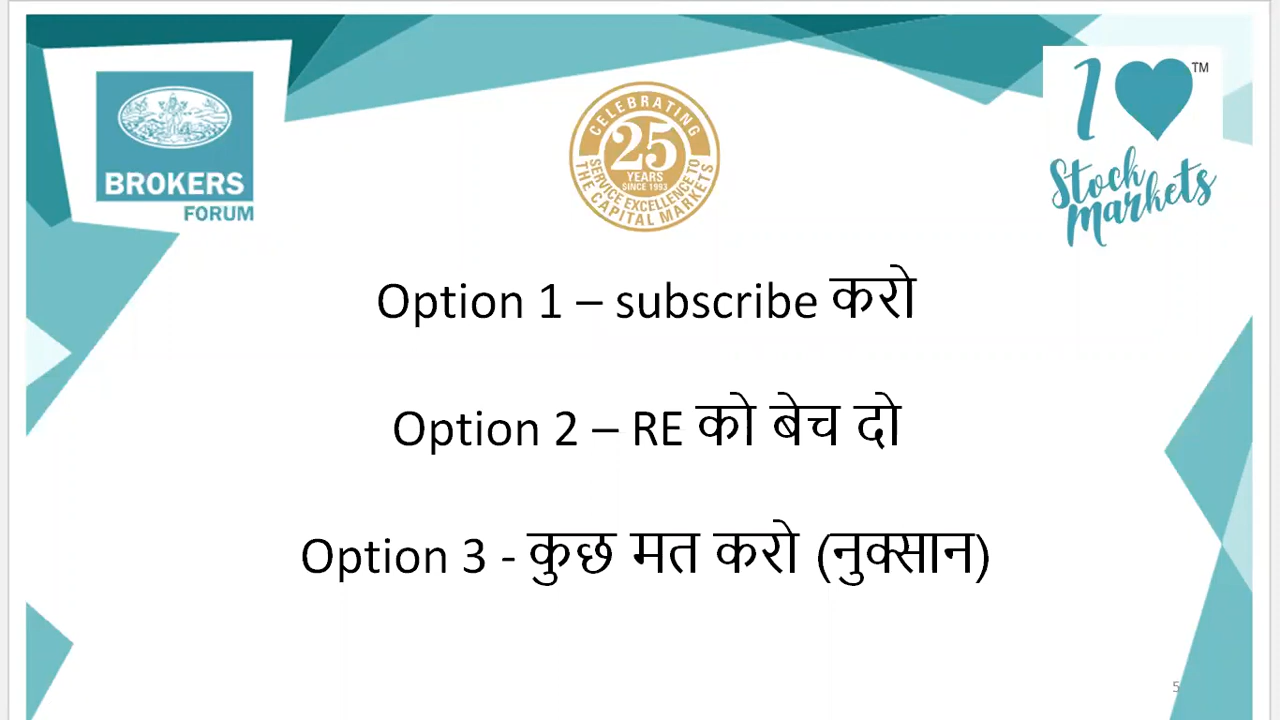 BROKERS
FORUM
CELEBRATING
25
YEARS
SINCE 1993
SERVICE EXCELLENCE TO
THE CAPITAL MARKETS
I
TM
Stock
Markets
Option 1 – subscribe करो
Option 2 – RE को बेच दो
Option 3 - कुछ मत करो (नुक्सान)
5